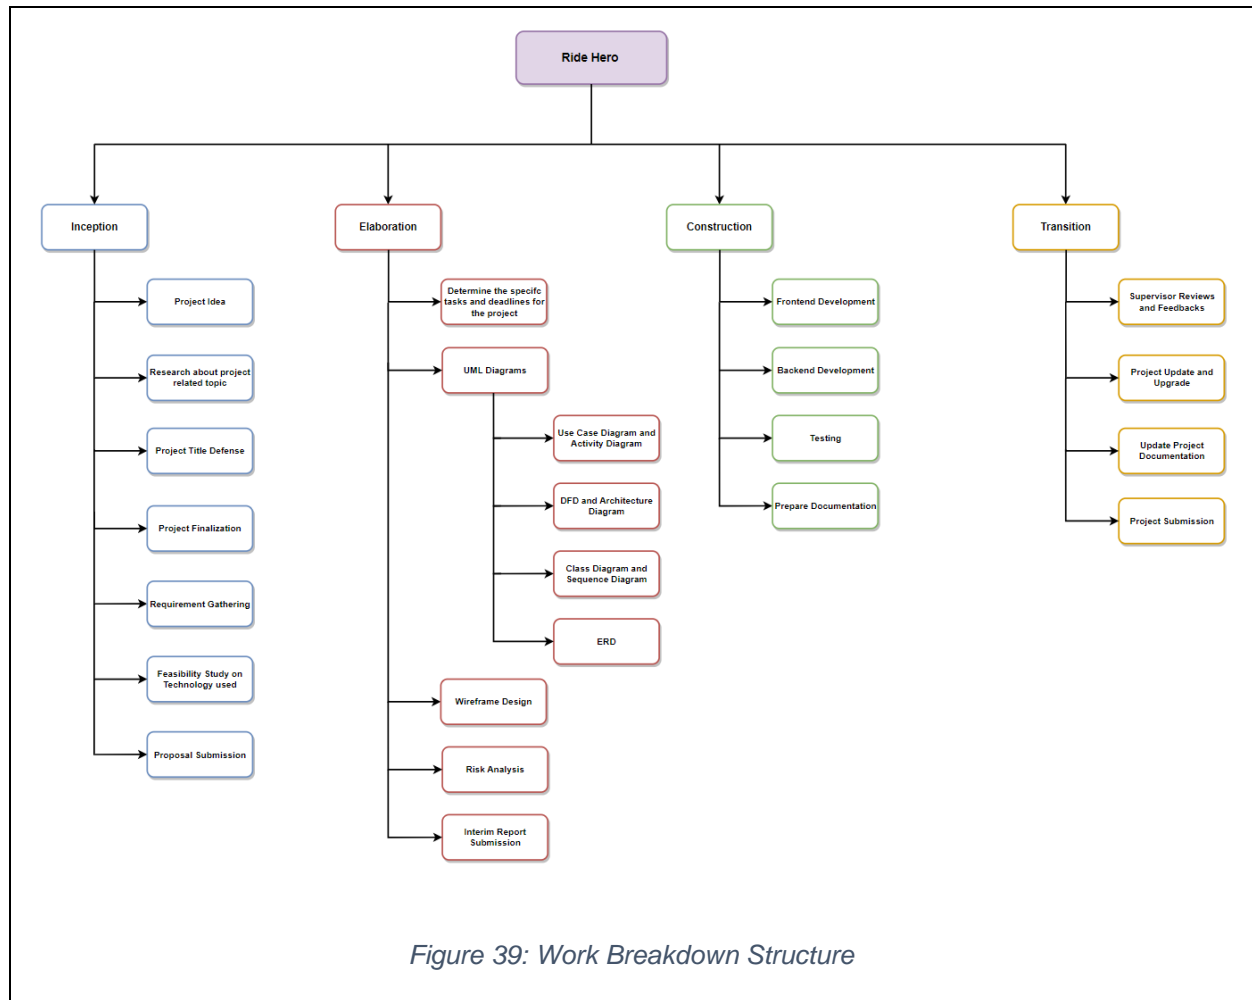 Ride Hero
Inception
Elaboration
Construction
Transition
Project Idea
Research about project
related topic
Project Title Defense
Project Finalization
Requirement Gathering
Feasibility Study on
Technology used
Proposal Submission
Determine the specifc
tasks and deadlines for
the project
UML Diagrams
Use Case Diagram and
Activity Diagram
DFD and Architecture
Diagram
Class Diagram and
Sequence Diagram
ERD
Wireframe Design
Risk Analysis
Interim Report
Submission
Frontend Development
Backend Development
Testing
Prepare Documentation
Supervisor Reviews
and Feedbacks
Project Update and
Upgrade
Update Project
Documentation
Project Submission
Figure 39: Work Breakdown Structure